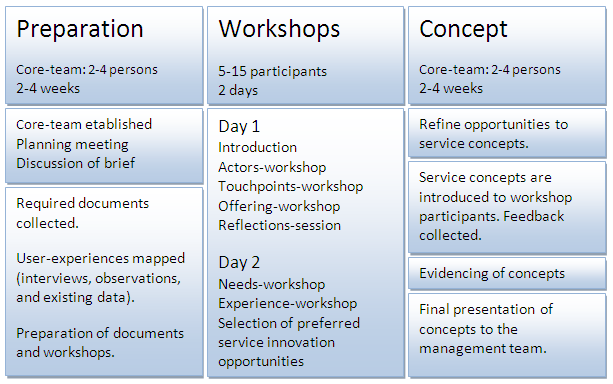 Preparation
Core-team: 2-4 persons
2-4 weeks
Core-team etablished
Planning meeting
Discussion of brief
Required documents
collected.
User-experiences mapped
(interviews, observations,
and existing data).
Preparation of documents
and workshops.
Workshops
5-15 participants
2 days
Day 1
Introduction
Actors-workshop
Touchpoints-workshop
Offering-workshop
Reflections-session
Day 2
Needs-workshop
Experience-workshop
Selection of preferred
service innovation
opportunities
Concept
Core-team: 2-4 persons
2-4 weeks
Refine opportunities to
service concepts.
Service concepts are
introduced to workshop
participants. Feedback
collected.
Evidencing of concepts
Final presentation of
concepts to the
management team.